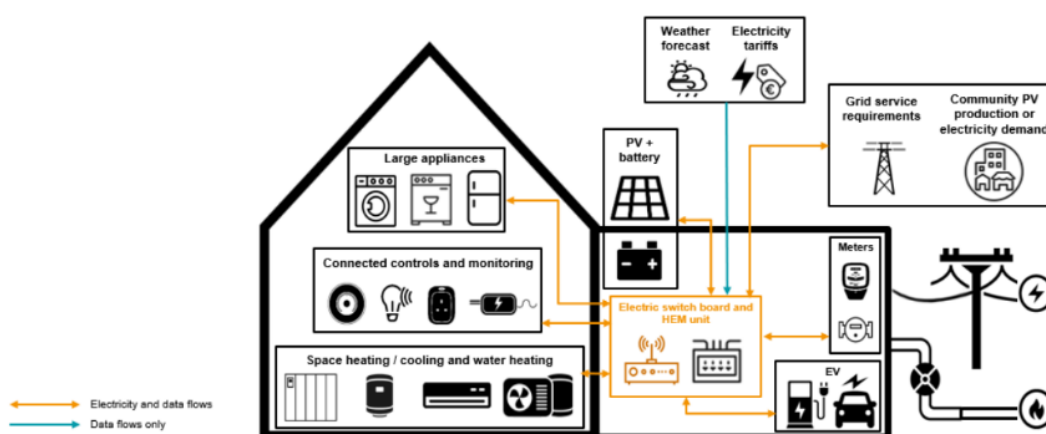 Weather
forecast
Electricity
tariffs
Grid service
requirements
Community PV
production or
electricity demand
PV +
battery
Large appliances
Connected controls and monitoring
Meters
Electric switch board and
HEM unit
Space heating / cooling and water heating
EV
Electricity and data flows
Data flows only